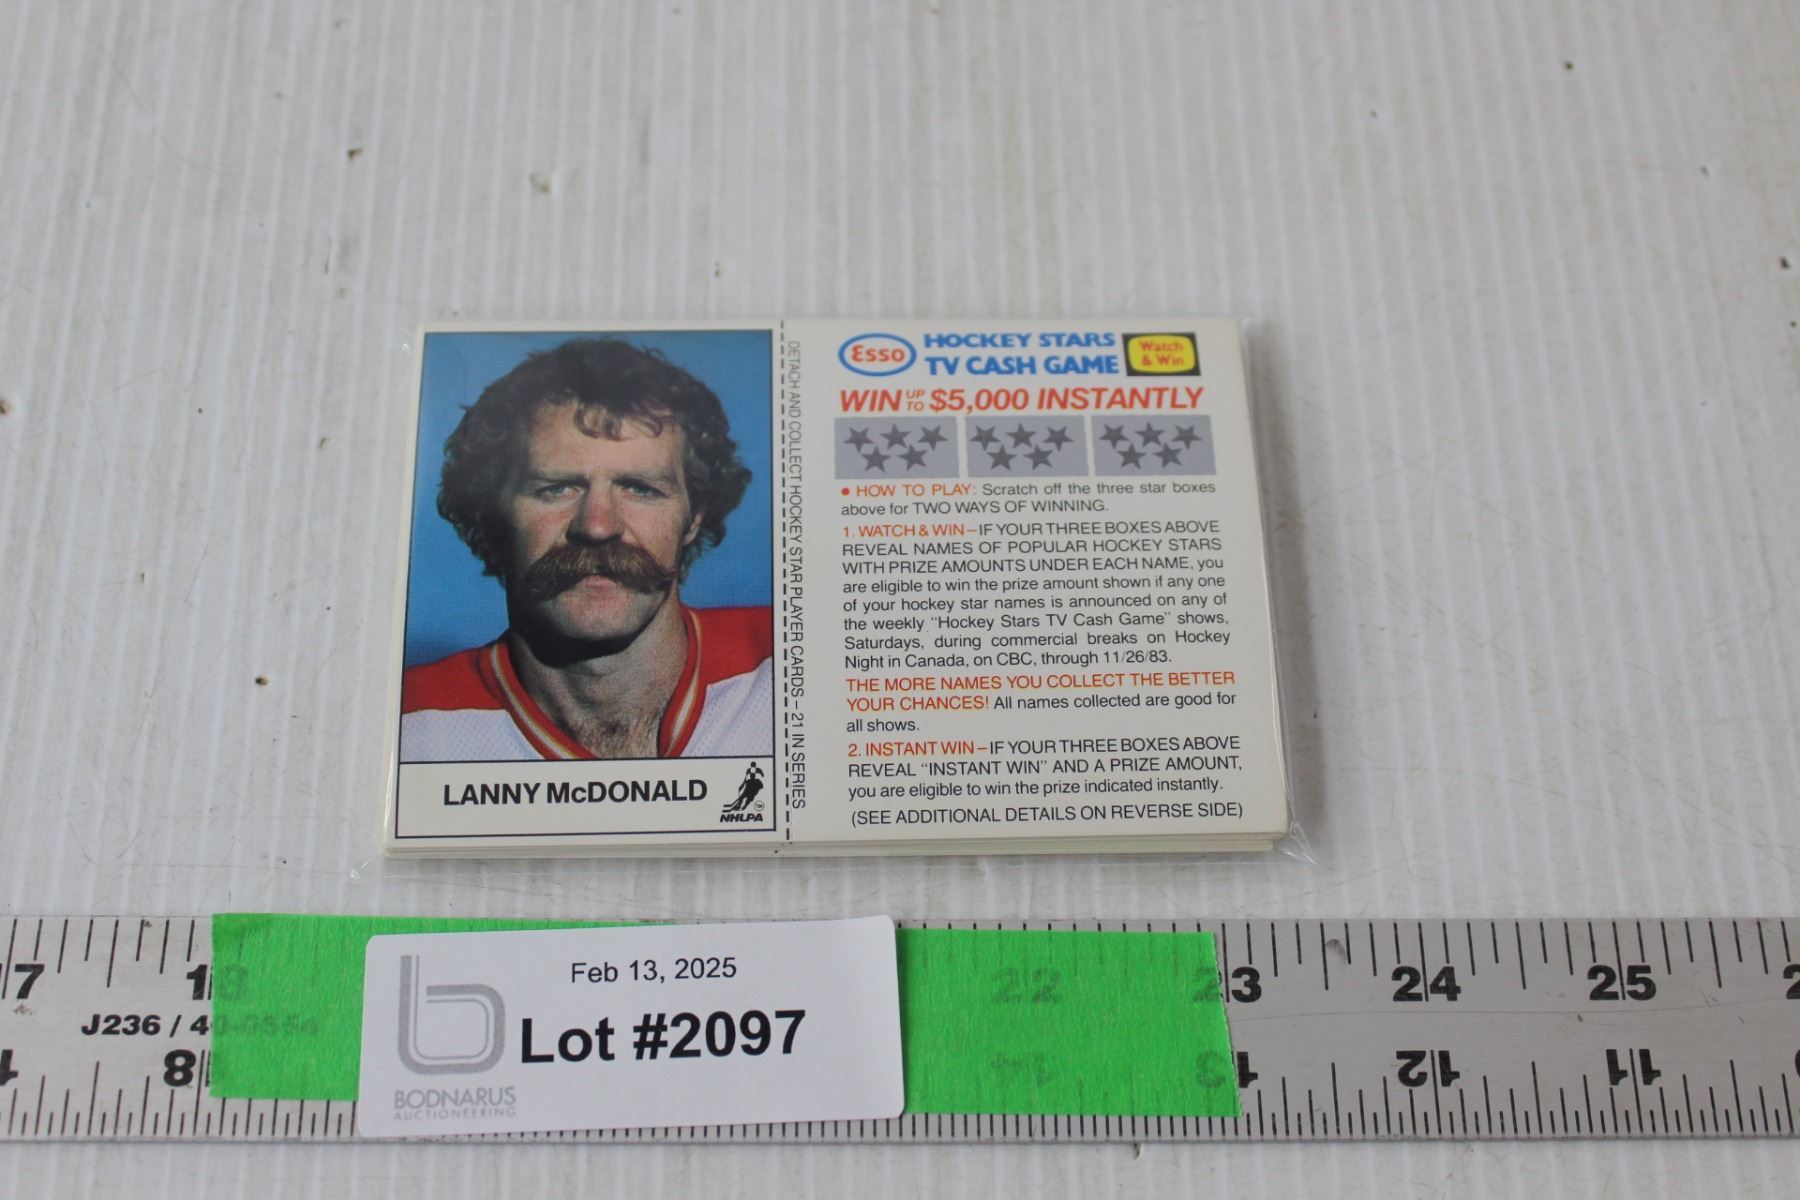 LANNY McDONALD
NHLPA
DETACH AND COLLECT HOCKEY STAR PLAYER CARDS – 21 IN SERIES
Esso
HOCKEY STARS
TV CASH GAME
Watch
& Win
WIN UP TO $5,000 INSTANTLY
• HOW TO PLAY: Scratch off the three star boxes
above for TWO WAYS OF WINNING.
1. WATCH & WIN – IF YOUR THREE BOXES ABOVE
REVEAL NAMES OF POPULAR HOCKEY STARS
WITH PRIZE AMOUNTS UNDER EACH NAME, you
are eligible to win the prize amount shown if any one
of your hockey star names is announced on any of
the weekly "Hockey Stars TV Cash Game" shows,
Saturdays, during commercial breaks on Hockey
Night in Canada, on CBC, through 11/26/83.
THE MORE NAMES YOU COLLECT THE BETTER
YOUR CHANCES! All names collected are good for
all shows.
2. INSTANT WIN – IF YOUR THREE BOXES ABOVE
REVEAL "INSTANT WIN" AND A PRIZE AMOUNT,
you are eligible to win the prize indicated instantly.
(SEE ADDITIONAL DETAILS ON REVERSE SIDE)
7 18 22 23 24 25
J236 / 40-0554
8 14 13 12 11
Feb 13, 2025
Lot #2097
BODNARUS
AUCTIONEERING